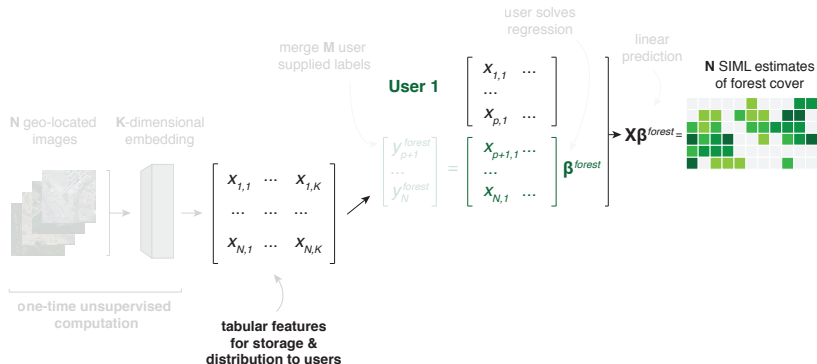 user solves
regression
merge M user
supplied labels
linear
prediction
N SIML estimates
of forest cover
User 1
x1,1 ...
...
xp,1 ...
N geo-located
images
K-dimensional
embedding
x1,1 ... x1,K
... ... ...
xN,1 ... xN,K
y^forest p+1
...
y^forest N
=
xp+1,1 ...
...
xN,1 ...
β^forest
Xβ^forest =
one-time unsupervised
computation
tabular features
for storage &
distribution to users